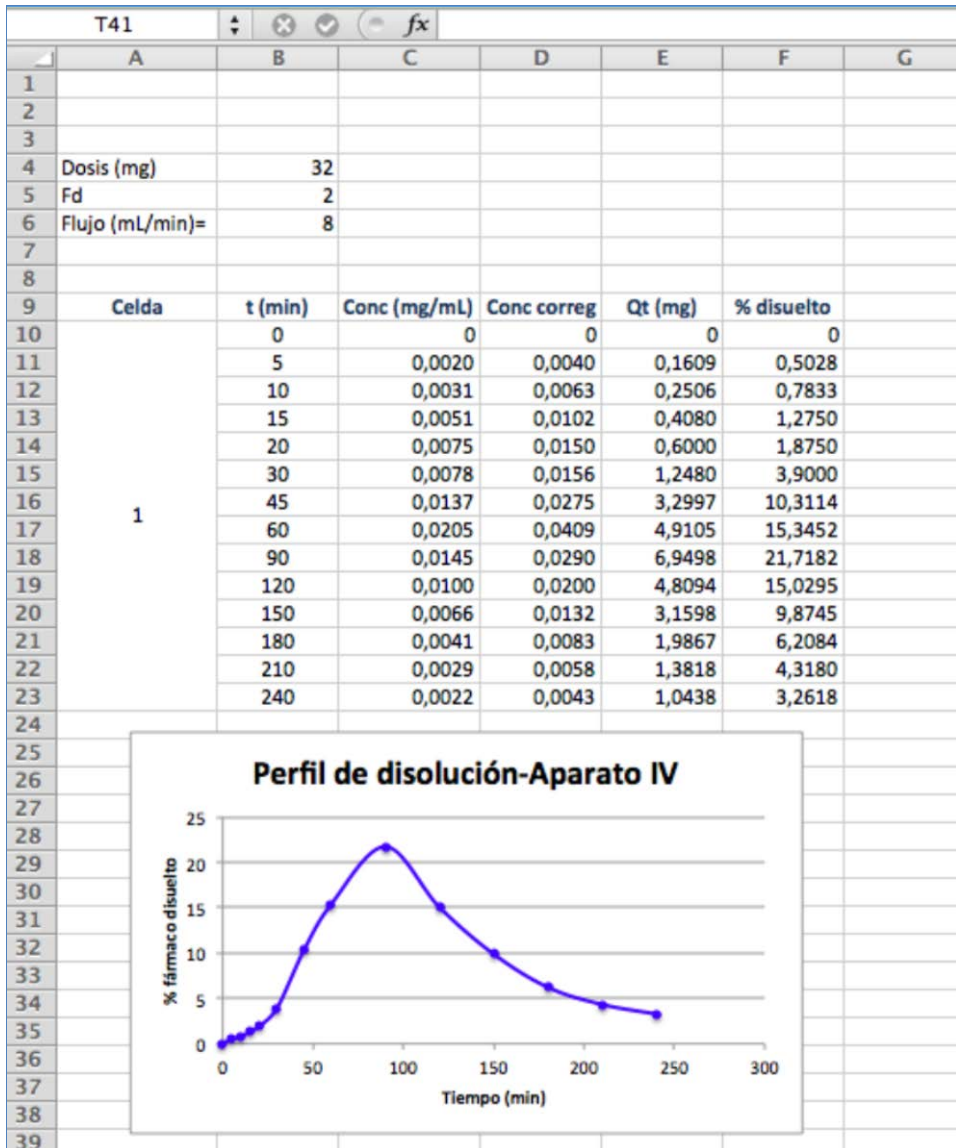 T41 fx
A B C D E F G
1
2
3
4 Dosis (mg) 32
5 Fd 2
6 Flujo (mL/min)= 8
7
8
9 Celda t (min) Conc (mg/mL) Conc correg Qt (mg) % disuelto
10 0 0 0 0 0
11 5 0,0020 0,0040 0,1609 0,5028
12 10 0,0031 0,0063 0,2506 0,7833
13 15 0,0051 0,0102 0,4080 1,2750
14 20 0,0075 0,0150 0,6000 1,8750
15 30 0,0078 0,0156 1,2480 3,9000
16 45 0,0137 0,0275 3,2997 10,3114
1
17 60 0,0205 0,0409 4,9105 15,3452
18 90 0,0145 0,0290 6,9498 21,7182
19 120 0,0100 0,0200 4,8094 15,0295
20 150 0,0066 0,0132 3,1598 9,8745
21 180 0,0041 0,0083 1,9867 6,2084
22 210 0,0029 0,0058 1,3818 4,3180
23 240 0,0022 0,0043 1,0438 3,2618
24
25
26
27
28
29
30
31
32
33
34
35
36
37
38
39
Perfil de disolución-Aparato IV
% fármaco disuelto
25
20
15
10
5
0
0 50 100 150 200 250 300
Tiempo (min)